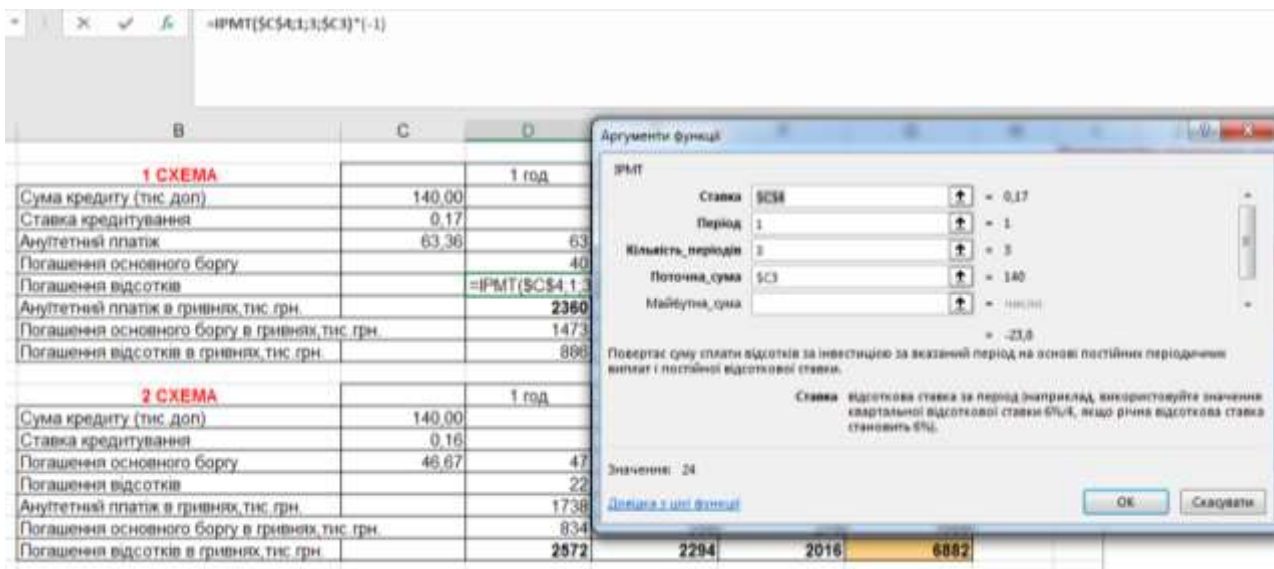 =IPMT($C$4;1;3;$C3)*(-1)
B C D
1 СХЕМА 1 год
Сума кредиту (тис дол) 140,00
Ставка кредитування 0,17
Ануїтетний платіж 63,36 63
Погашення основного боргу 40
Погашення відсотків =IPMT($C$4;1;3
Ануїтетний платіж в гривнях, тис.грн. 2360
Погашення основного боргу в гривнях, тис.грн. 1473
Погашення відсотків в гривнях, тис.грн. 886
2 СХЕМА 1 год
Сума кредиту (тис дол) 140,00
Ставка кредитування 0,16
Погашення основного боргу 46,67 47
Погашення відсотків 22
Ануїтетний платіж в гривнях, тис.грн. 1738
Погашення основного боргу в гривнях, тис.грн. 834
Погашення відсотків в гривнях, тис.грн. 2572 2294 2016 6882
Аргументи функції
IPMT
Ставка $C$4 = 0,17
Період 1 = 1
Кількість_періодів 3 = 3
Поточна_сума $C3 = 140
Майбутня_сума = число
= -23,8
Повертає суму сплати відсотків за інвестицією за вказаний період на основі постійних періодичних
виплат і постійної відсоткової ставки.
Ставка відсоткова ставка за період (наприклад, використовуйте значення
квартальної відсоткової ставки 6%/4, якщо річна відсоткова ставка
становить 6%).
Значення: 24
Довідка з цієї функції
ОК Скасувати